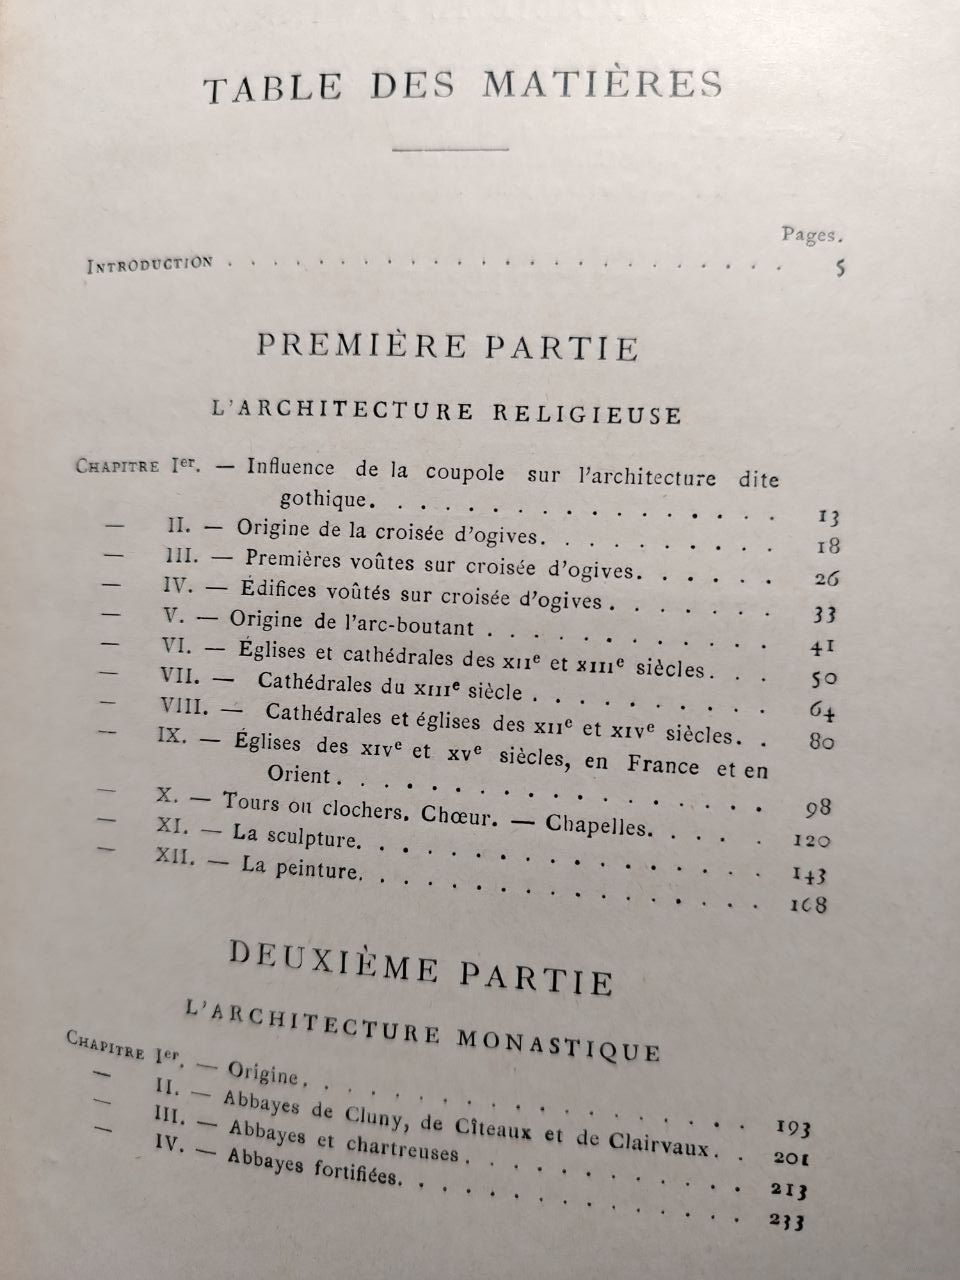 TABLE DES MATIÈRES
Pages.
INTRODUCTION . . . . . . . . . . . . . . . . . . . . 5
PREMIÈRE PARTIE
L'ARCHITECTURE RELIGIEUSE
CHAPITRE Iᵉʳ. — Influence de la coupole sur l'architecture dite
gothique. . . . . . . . . . . . . . . . . . 13
— II. — Origine de la croisée d'ogives. . . . . . . . . . . 18
— III. — Premières voûtes sur croisée d'ogives. . . . . . . 26
— IV. — Édifices voûtés sur croisée d'ogives . . . . . . . 33
— V. — Origine de l'arc-boutant . . . . . . . . . . . . 41
— VI. — Églises et cathédrales des XIIᵉ et XIIIᵉ siècles. . . 50
— VII. — Cathédrales du XIIIᵉ siècle . . . . . . . . . . 64
— VIII. — Cathédrales et églises des XIIᵉ et XIVᵉ siècles. . 80
— IX. — Églises des XIVᵉ et XVᵉ siècles, en France et en
Orient . . . . . . . . . . . . . . . . 98
— X. — Tours ou clochers. Chœur. — Chapelles. . . . . . 120
— XI. — La sculpture. . . . . . . . . . . . . . . . . 143
— XII. — La peinture. . . . . . . . . . . . . . . . . 168
DEUXIÈME PARTIE
L'ARCHITECTURE MONASTIQUE
CHAPITRE Iᵉʳ. — Origine. . . . . . . . . . . . . . . . . . . . 193
— II. — Abbayes de Cluny, de Cîteaux et de Clairvaux. . 201
— III. — Abbayes et chartreuses . . . . . . . . . . . . 213
— IV. — Abbayes fortifiées. . . . . . . . . . . . . . . 233